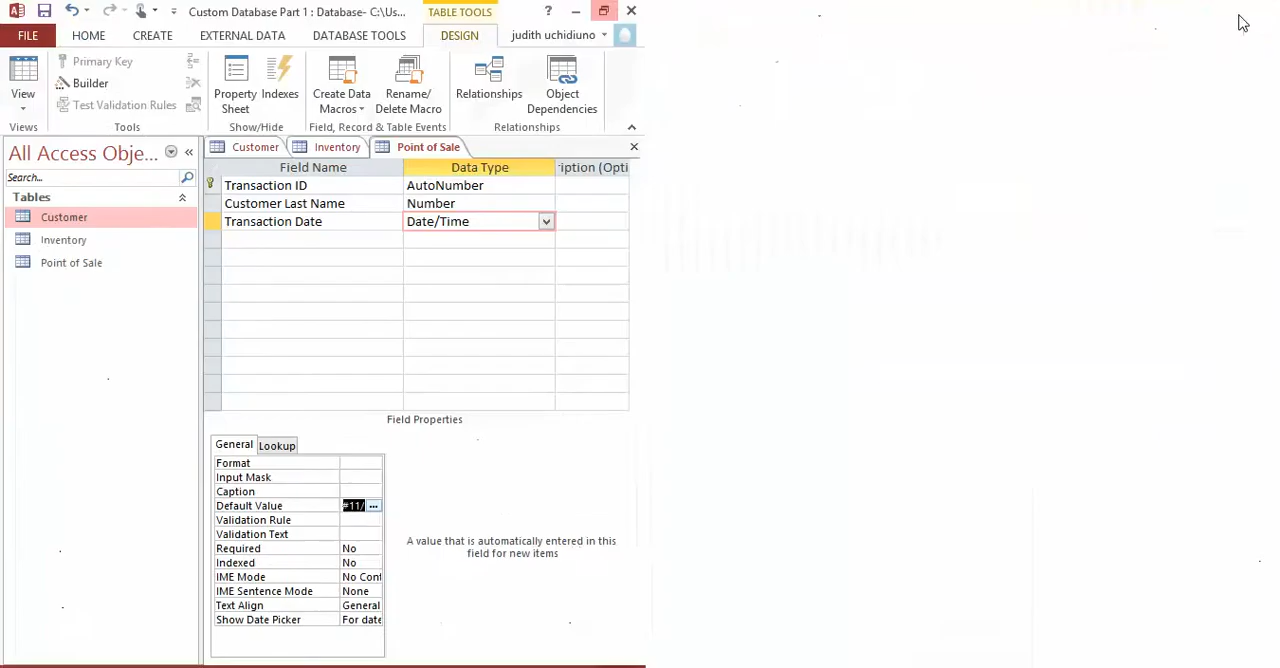 Custom Database Part 1 : Database- C:\Us...
TABLE TOOLS
?
FILE
HOME
CREATE
EXTERNAL DATA
DATABASE TOOLS
DESIGN
judith uchidiuno
View
Primary Key
Builder
Test Validation Rules
Property Sheet
Indexes
Create Data Macros
Rename/ Delete Macro
Relationships
Object Dependencies
Views
Tools
Show/Hide
Field, Record & Table Events
Relationships
All Access Obje...
Search...
Tables
Customer
Inventory
Point of Sale
Customer
Inventory
Point of Sale
Field Name
Data Type
ription (Opti
Transaction ID
AutoNumber
Customer Last Name
Number
Transaction Date
Date/Time
Field Properties
General
Lookup
Format
Input Mask
Caption
Default Value
#11/
...
Validation Rule
Validation Text
Required
No
Indexed
No
IME Mode
No Cont
IME Sentence Mode
None
Text Align
General
Show Date Picker
For date
A value that is automatically entered in this
field for new items